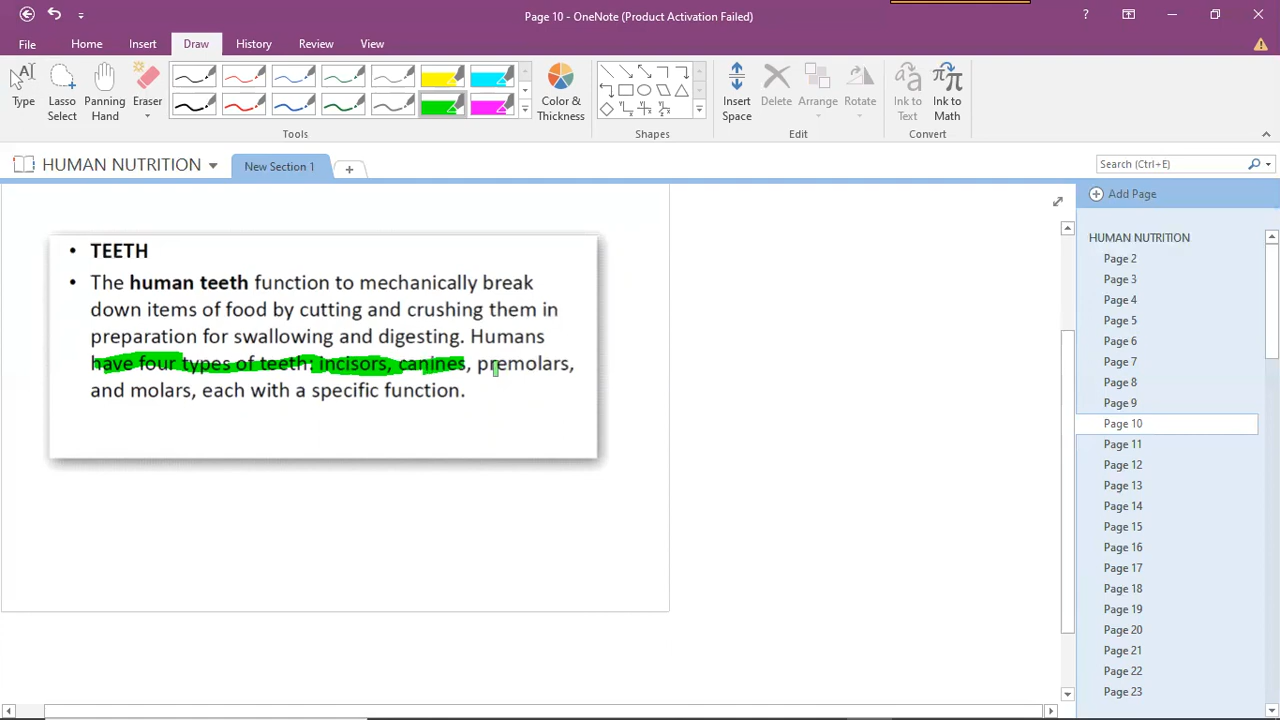 Page 10 - OneNote (Product Activation Failed)
?
File Home Insert Draw History Review View
Type
Lasso Select
Panning Hand
Eraser
Color & Thickness
Insert Space
Delete
Arrange
Rotate
Ink to Text
Ink to Math
Tools
Shapes
Edit
Convert
HUMAN NUTRITION
New Section 1
Search (Ctrl+E)
• TEETH
• The human teeth function to mechanically break
down items of food by cutting and crushing them in
preparation for swallowing and digesting. Humans
have four types of teeth: incisors, canines, premolars,
and molars, each with a specific function.
Add Page
HUMAN NUTRITION
Page 2
Page 3
Page 4
Page 5
Page 6
Page 7
Page 8
Page 9
Page 10
Page 11
Page 12
Page 13
Page 14
Page 15
Page 16
Page 17
Page 18
Page 19
Page 20
Page 21
Page 22
Page 23